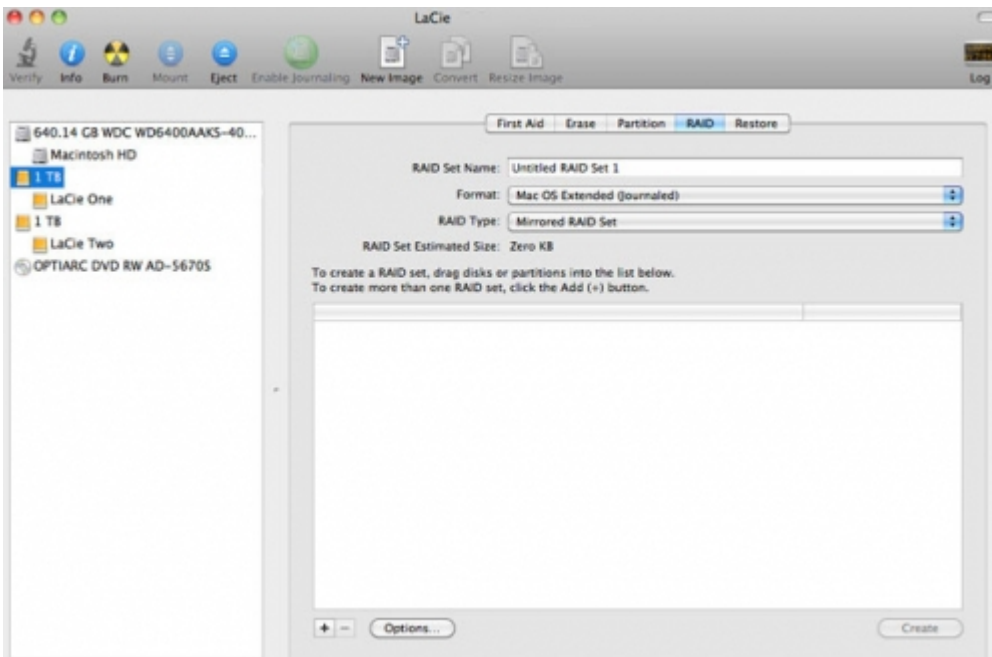 LaCie
Verify Info Burn Mount Eject Enable Journaling New Image Convert Resize Image Log
640.14 GB WDC WD6400AAKS-40...
Macintosh HD
1 TB
LaCie One
1 TB
LaCie Two
OPTIARC DVD RW AD-5670S
First Aid Erase Partition RAID Restore
RAID Set Name: Untitled RAID Set 1
Format: Mac OS Extended (Journaled)
RAID Type: Mirrored RAID Set
RAID Set Estimated Size: Zero KB
To create a RAID set, drag disks or partitions into the list below.
To create more than one RAID set, click the Add (+) button.
+ - Options... Create